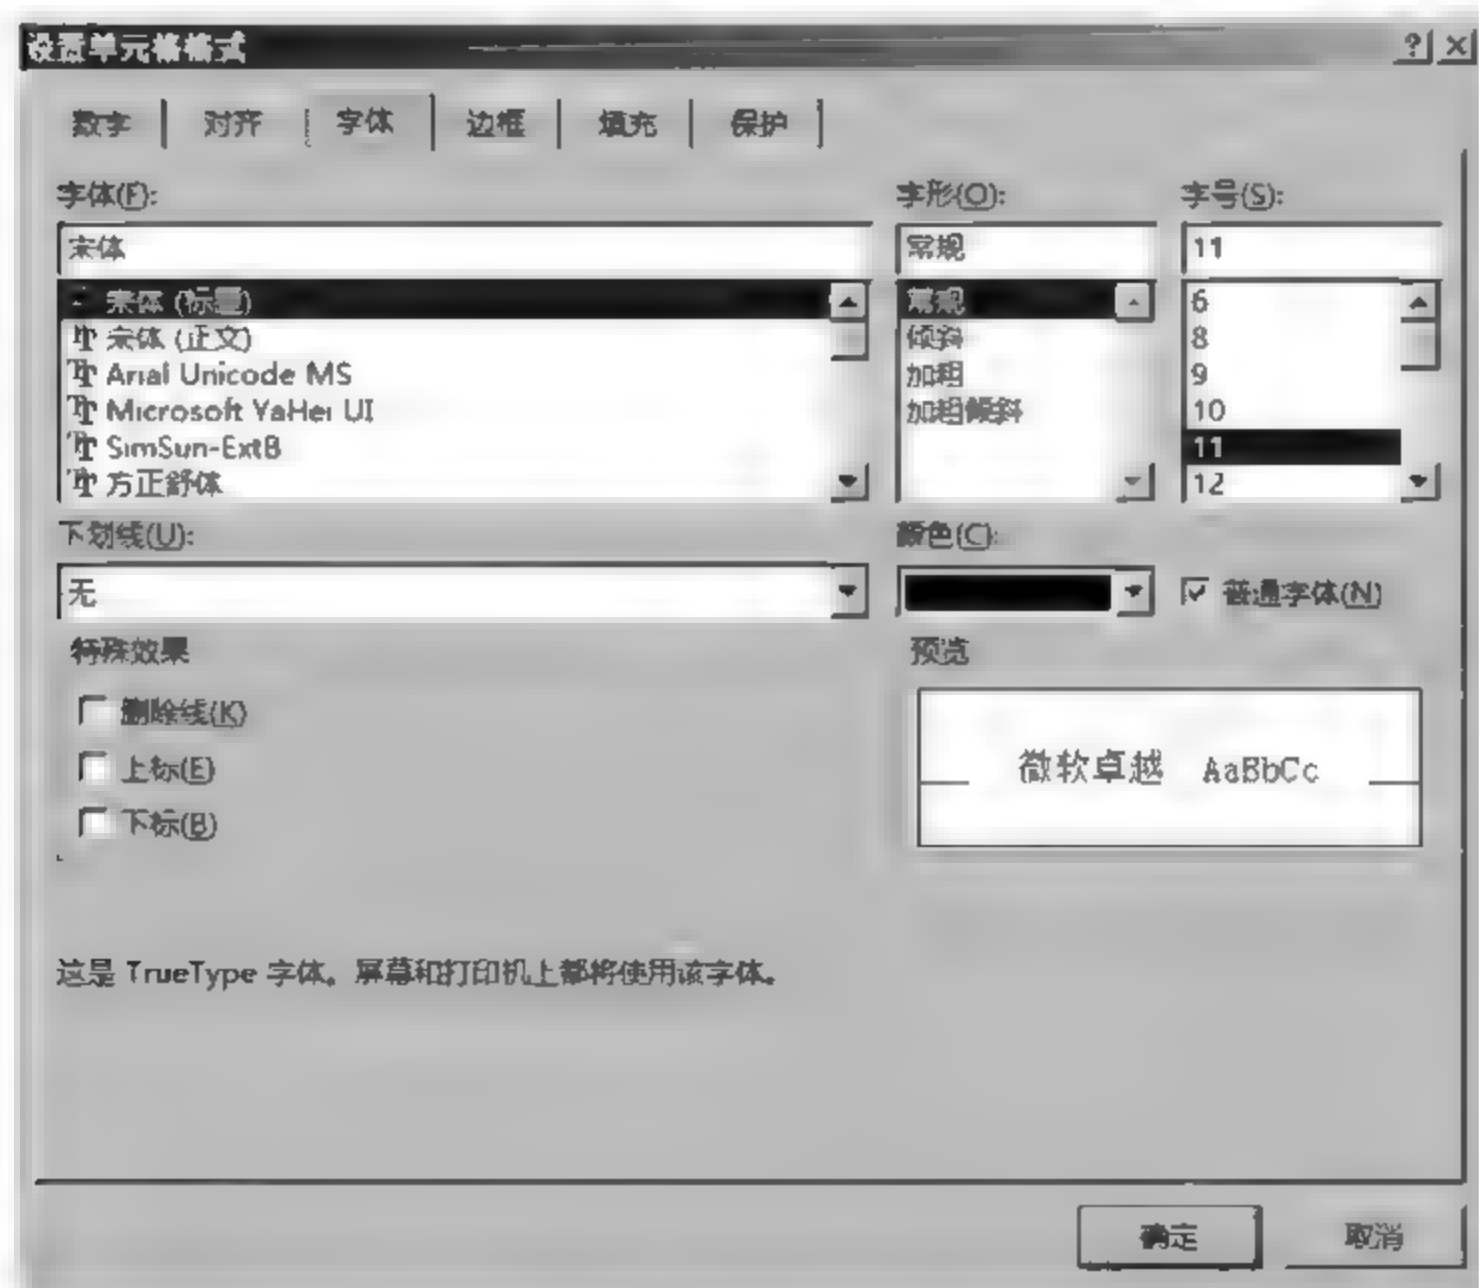 设置单元格格式
数字 对齐 字体 边框 填充 保护
字体(F): 字形(O): 字号(S):
宋体 常规 11
宋体 (标题) 常规 6
宋体 (正文) 倾斜 8
Arial Unicode MS 加粗 9
Microsoft YaHei UI 加粗倾斜 10
SimSun-ExtB 11
方正舒体 12
下划线(U): 颜色(C):
无 普通字体(N)
特殊效果 预览
删除线(K)
上标(E)
下标(B)
微软卓越 AaBbCc
这是 TrueType 字体。屏幕和打印机上都将使用该字体。
确定 取消